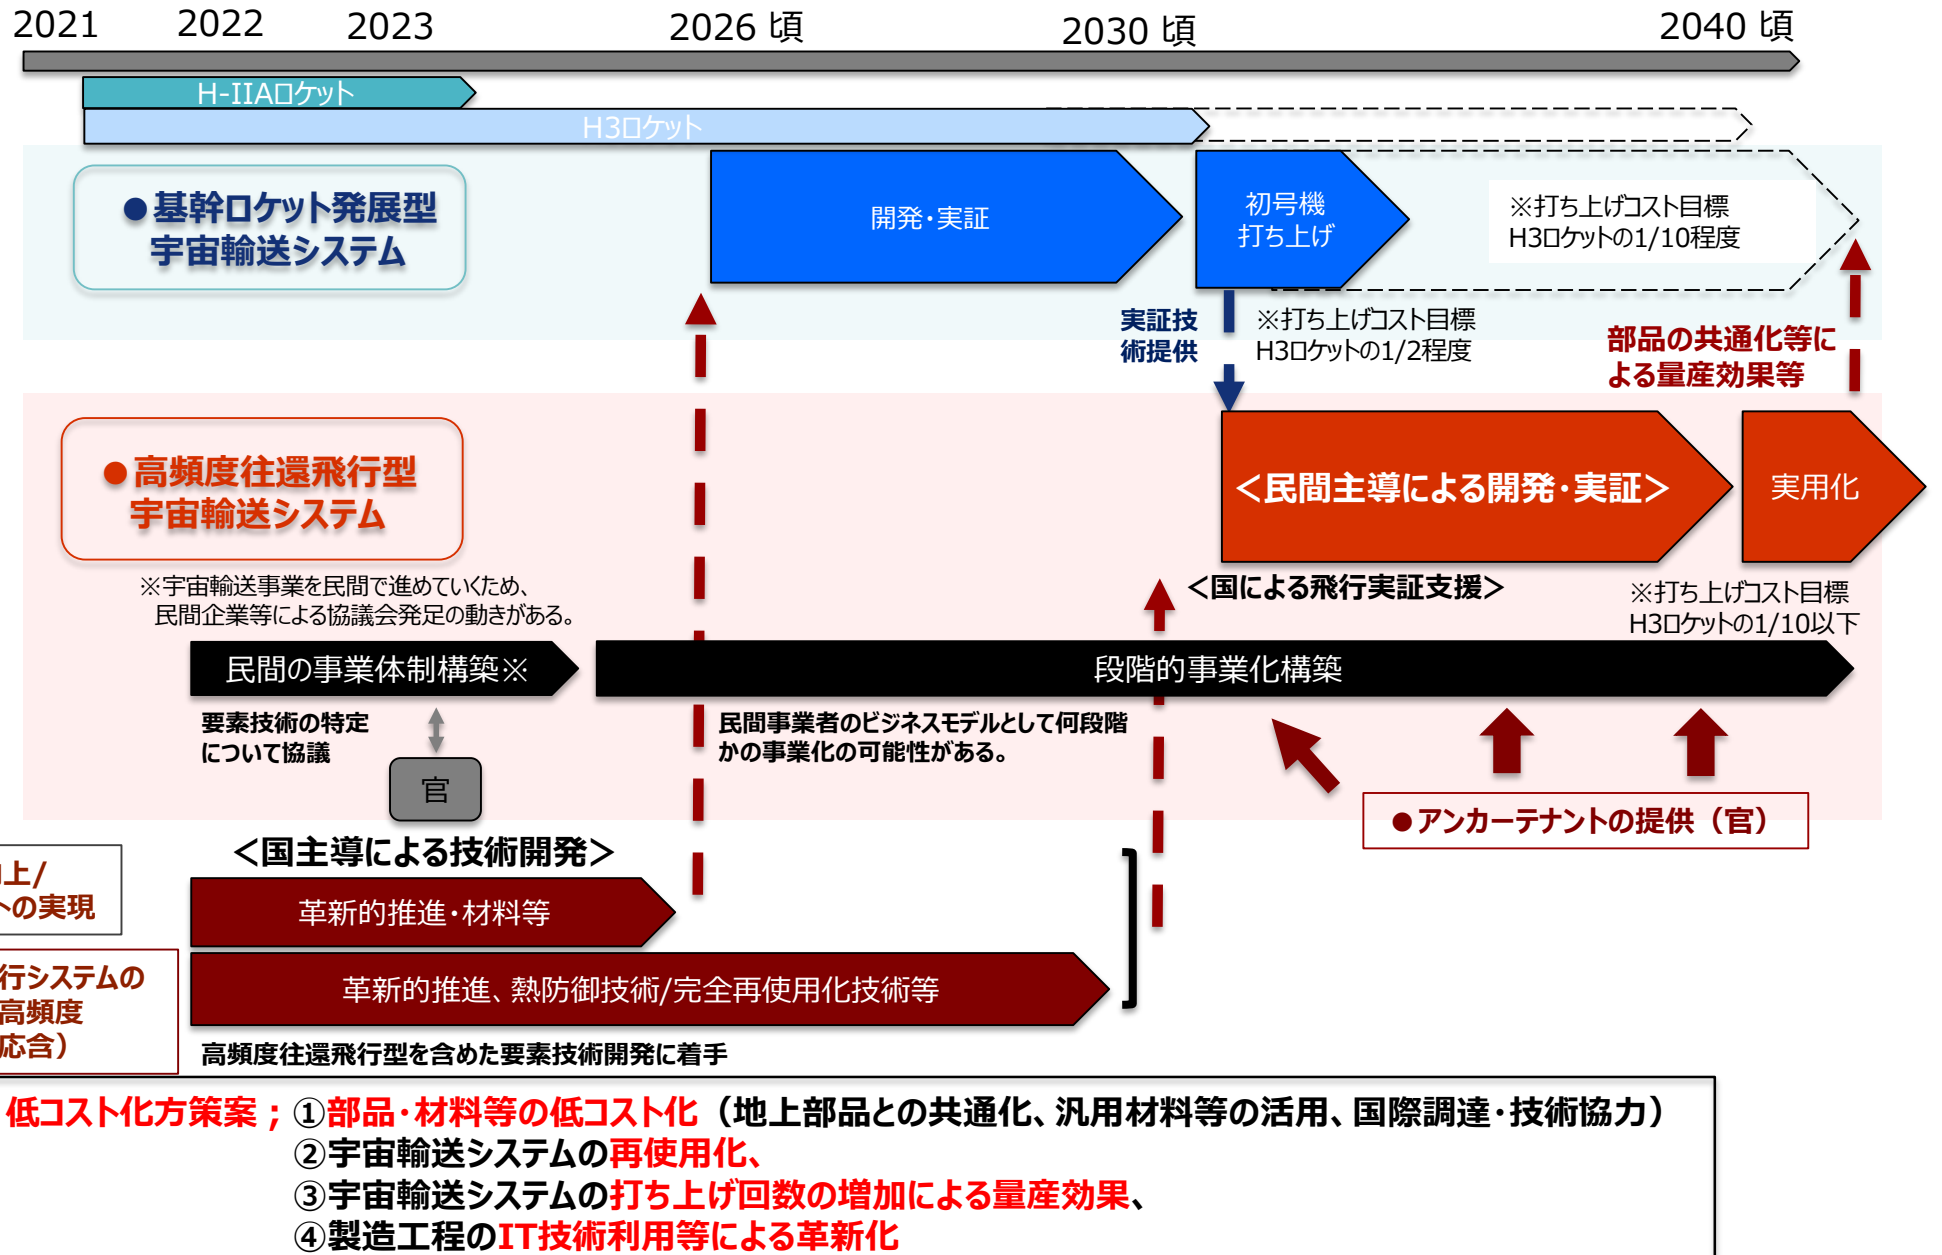 2021 2022 2023 2026 頃 2030 頃 2040 頃
H-IIAロケット
H3ロケット
●基幹ロケット発展型
宇宙輸送システム
開発・実証
初号機
打ち上げ
※打ち上げコスト目標
H3ロケットの1/10程度
実証技
術提供
※打ち上げコスト目標
H3ロケットの1/2程度
部品の共通化等に
よる量産効果等
●高頻度往還飛行型
宇宙輸送システム
<民間主導による開発・実証>
実用化
※宇宙輸送事業を民間で進めていくため、
民間企業等による協議会発足の動きがある。
<国による飛行実証支援>
※打ち上げコスト目標
H3ロケットの1/10以下
民間の事業体制構築※
段階的事業化構築
要素技術の特定
について協議
官
民間事業者のビジネスモデルとして何段階
かの事業化の可能性がある。
●アンカーテナントの提供（官）
<国主導による技術開発>
上/
トの実現
革新的推進・材料等
行システムの
高頻度
応含）
革新的推進、熱防御技術/完全再使用化技術等
高頻度往還飛行型を含めた要素技術開発に着手
低コスト化方策案；①部品・材料等の低コスト化（地上部品との共通化、汎用材料等の活用、国際調達・技術協力）
②宇宙輸送システムの再使用化、
③宇宙輸送システムの打ち上げ回数の増加による量産効果、
④製造工程のIT技術利用等による革新化